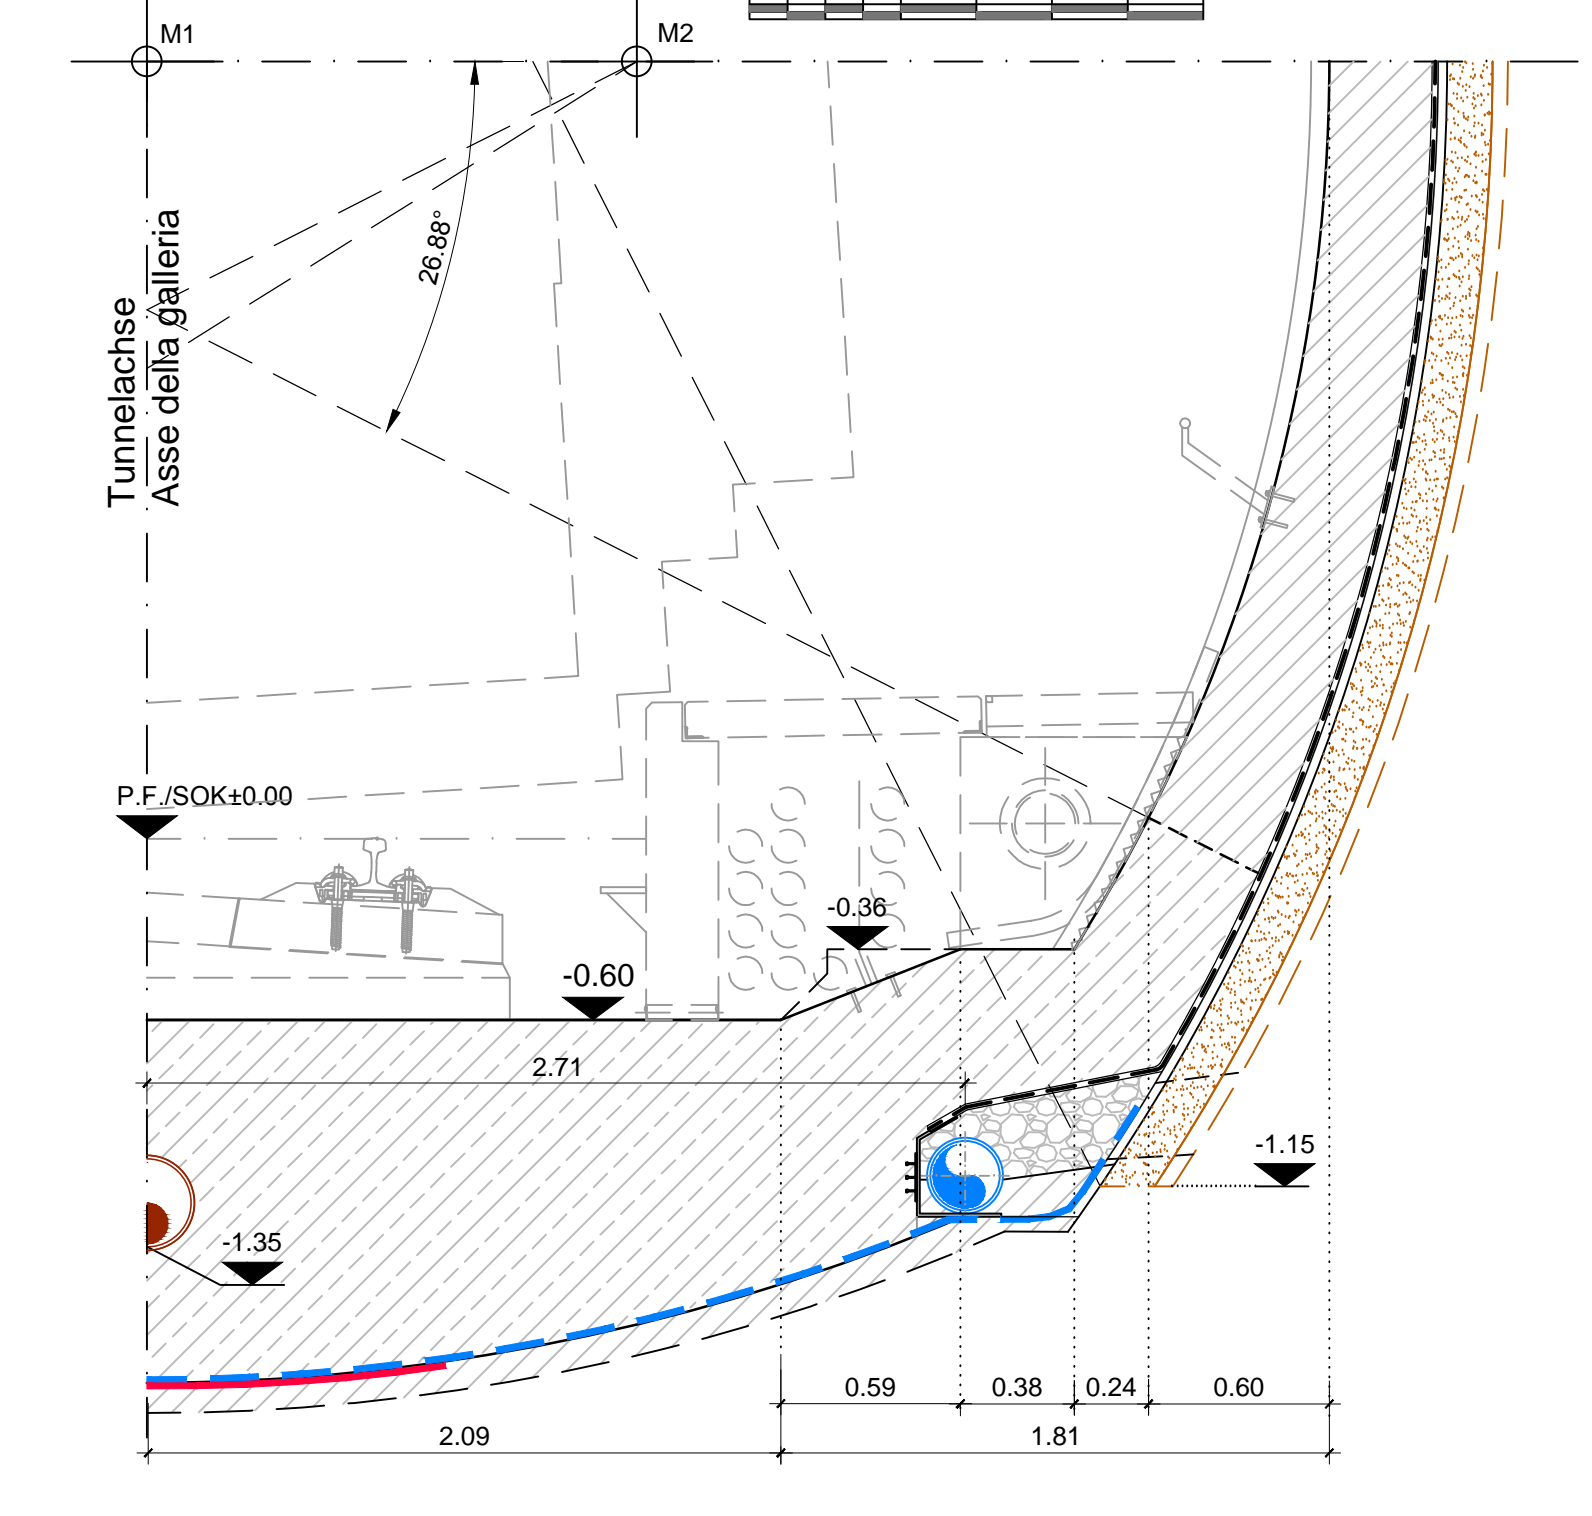 M1
M2
26.88°
Tunnelachse
Asse della galleria
P.F./SOK±0.00
-0.36
-0.60
2.71
-1.15
-1.35
0.59
0.38
0.24
0.60
2.09
1.81